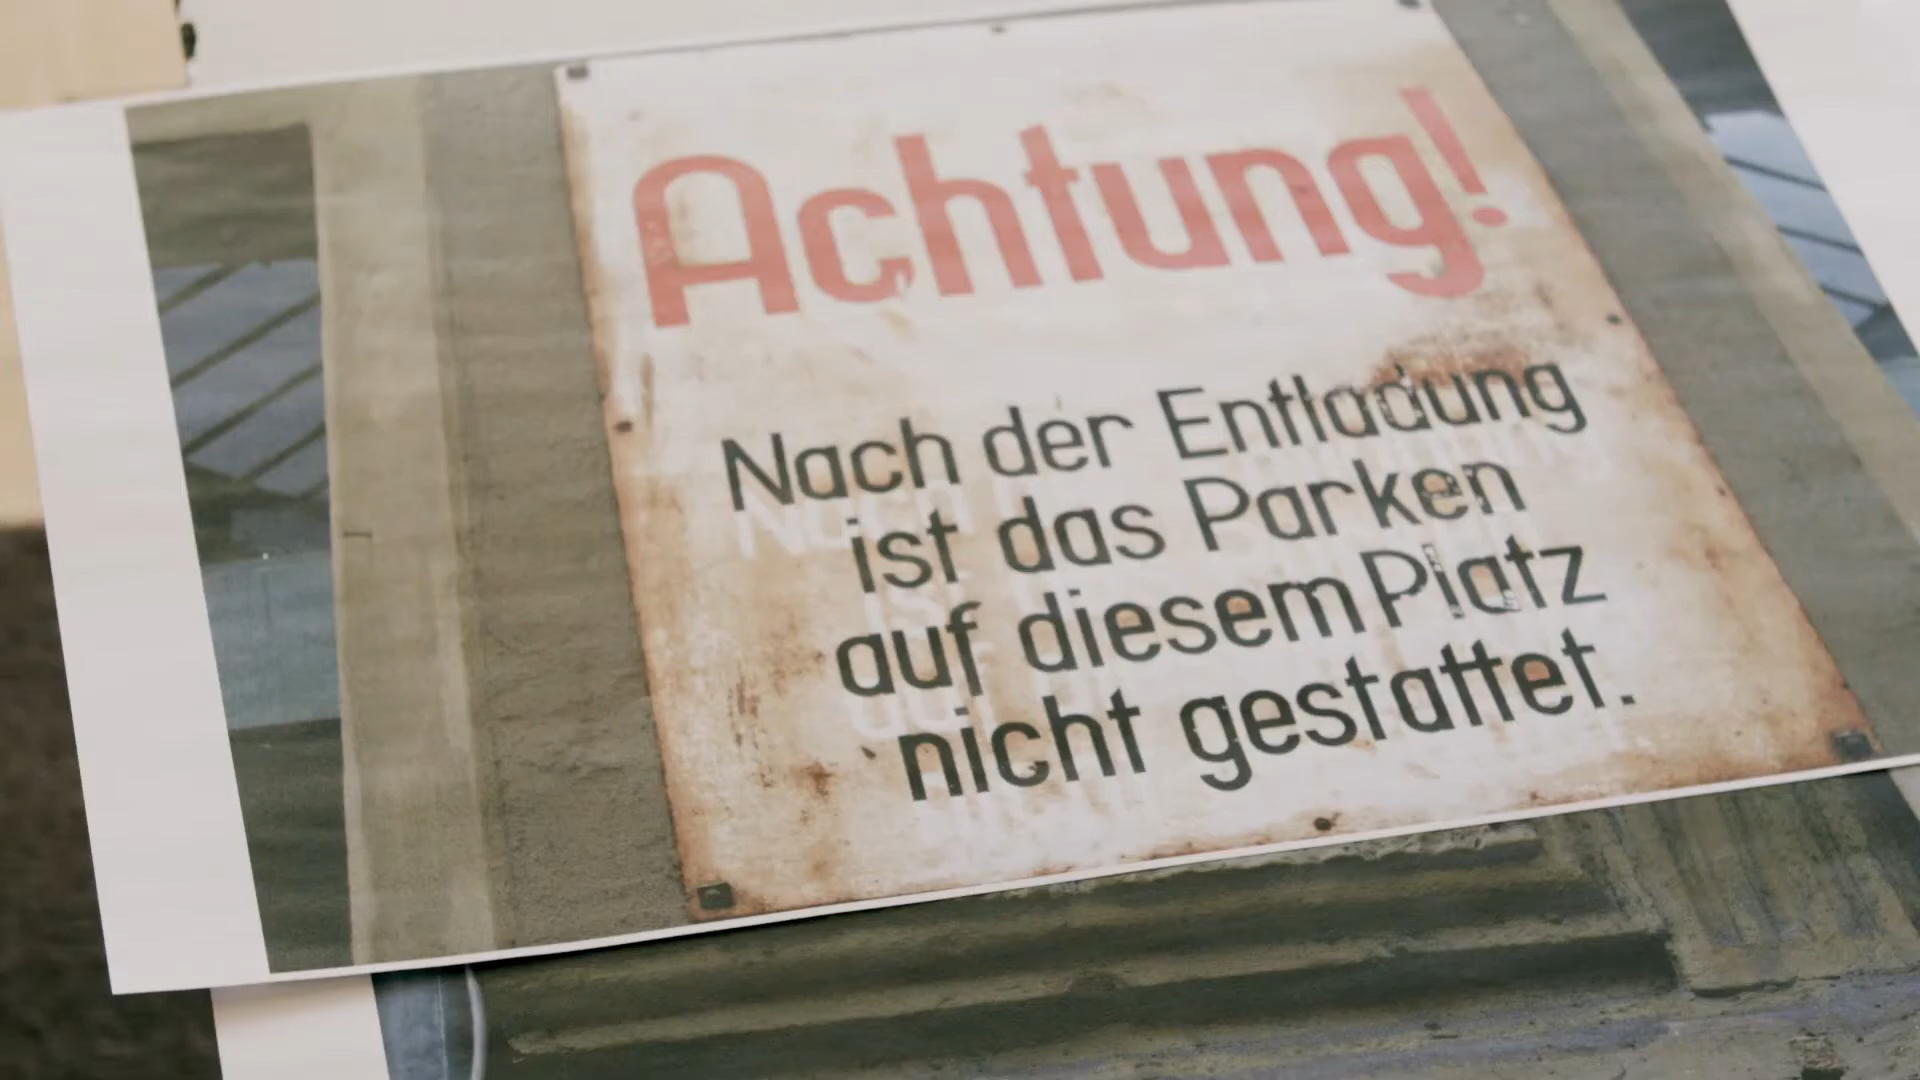 Achtung!
Nach der Entladung
ist das Parken
auf diesem Platz
nicht gestattet.